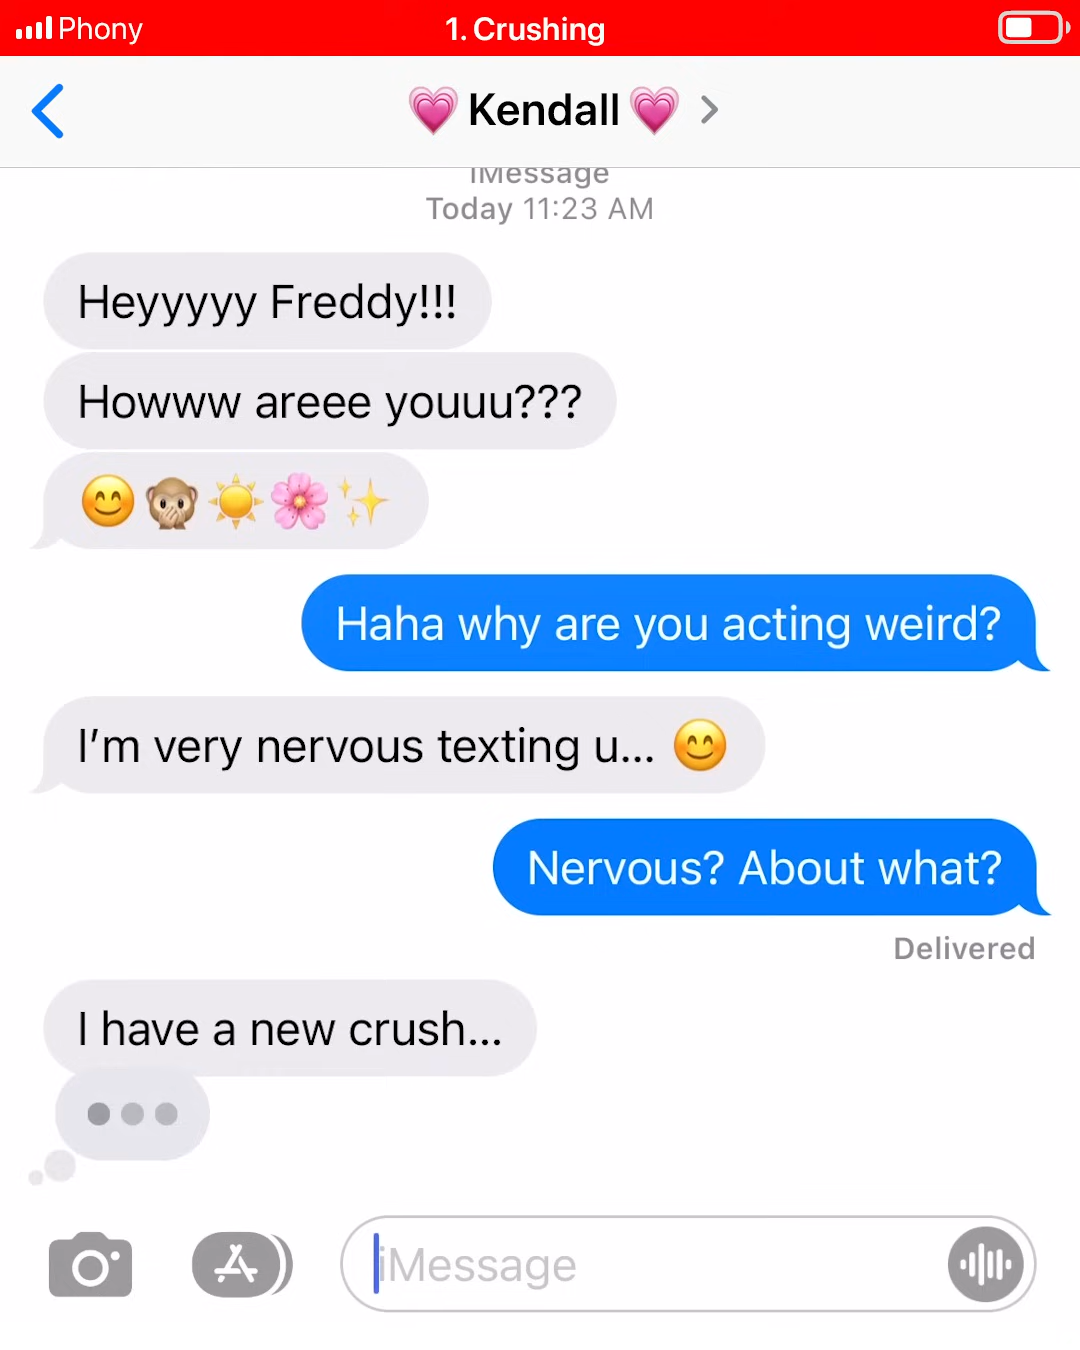 Phony
1. Crushing
💗 Kendall 💗
iMessage
Today 11:23 AM
Heyyyyy Freddy!!!
Howww areee youuu???
😊🙊☀️🌸✨
Haha why are you acting weird?
I’m very nervous texting u... 😊
Nervous? About what?
Delivered
I have a new crush...
iMessage